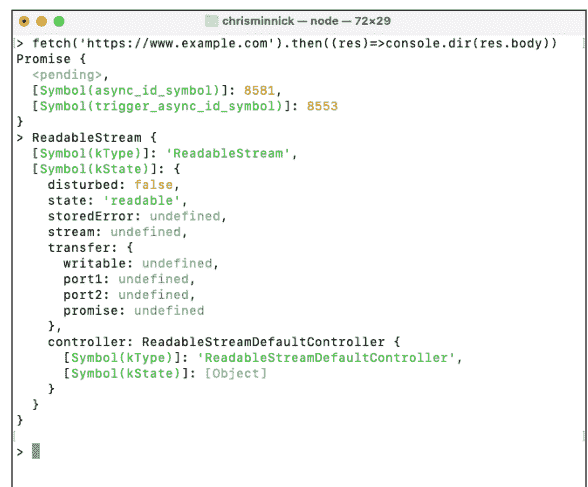 chrisminnick — node — 72×29
> fetch('https://www.example.com').then((res)=>console.dir(res.body))
Promise {
  <pending>,
  [Symbol(async_id_symbol)]: 8581,
  [Symbol(trigger_async_id_symbol)]: 8553
}
> ReadableStream {
  [Symbol(kType)]: 'ReadableStream',
  [Symbol(kState)]: {
    disturbed: false,
    state: 'readable',
    storedError: undefined,
    stream: undefined,
    transfer: {
      writable: undefined,
      port1: undefined,
      port2: undefined,
      promise: undefined
    },
    controller: ReadableStreamDefaultController {
      [Symbol(kType)]: 'ReadableStreamDefaultController',
      [Symbol(kState)]: [Object]
    }
  }
}
>